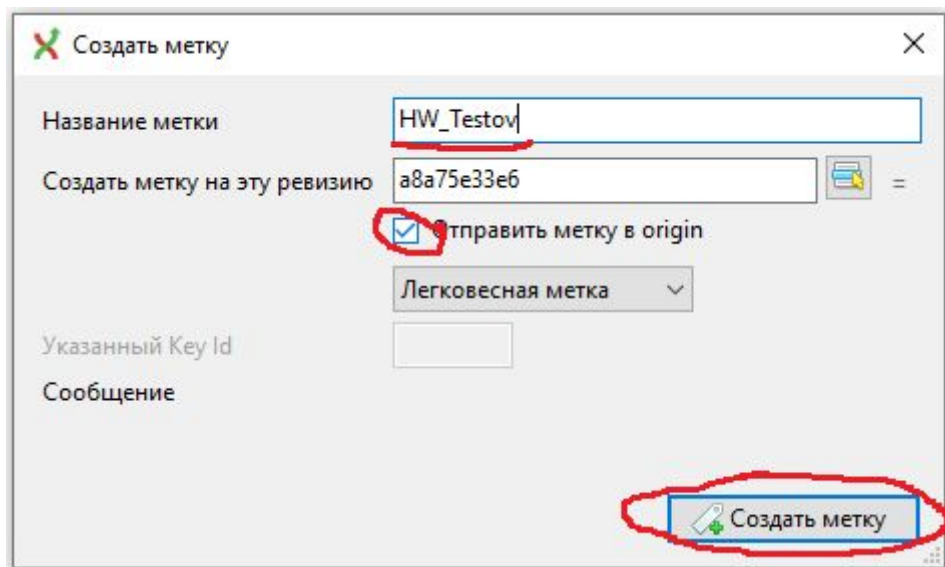 Создать метку
Название метки HW_Testov
Создать метку на эту ревизию a8a75e33e6 =
Отправить метку в origin
Легковесная метка
Указанный Key Id
Сообщение
Создать метку